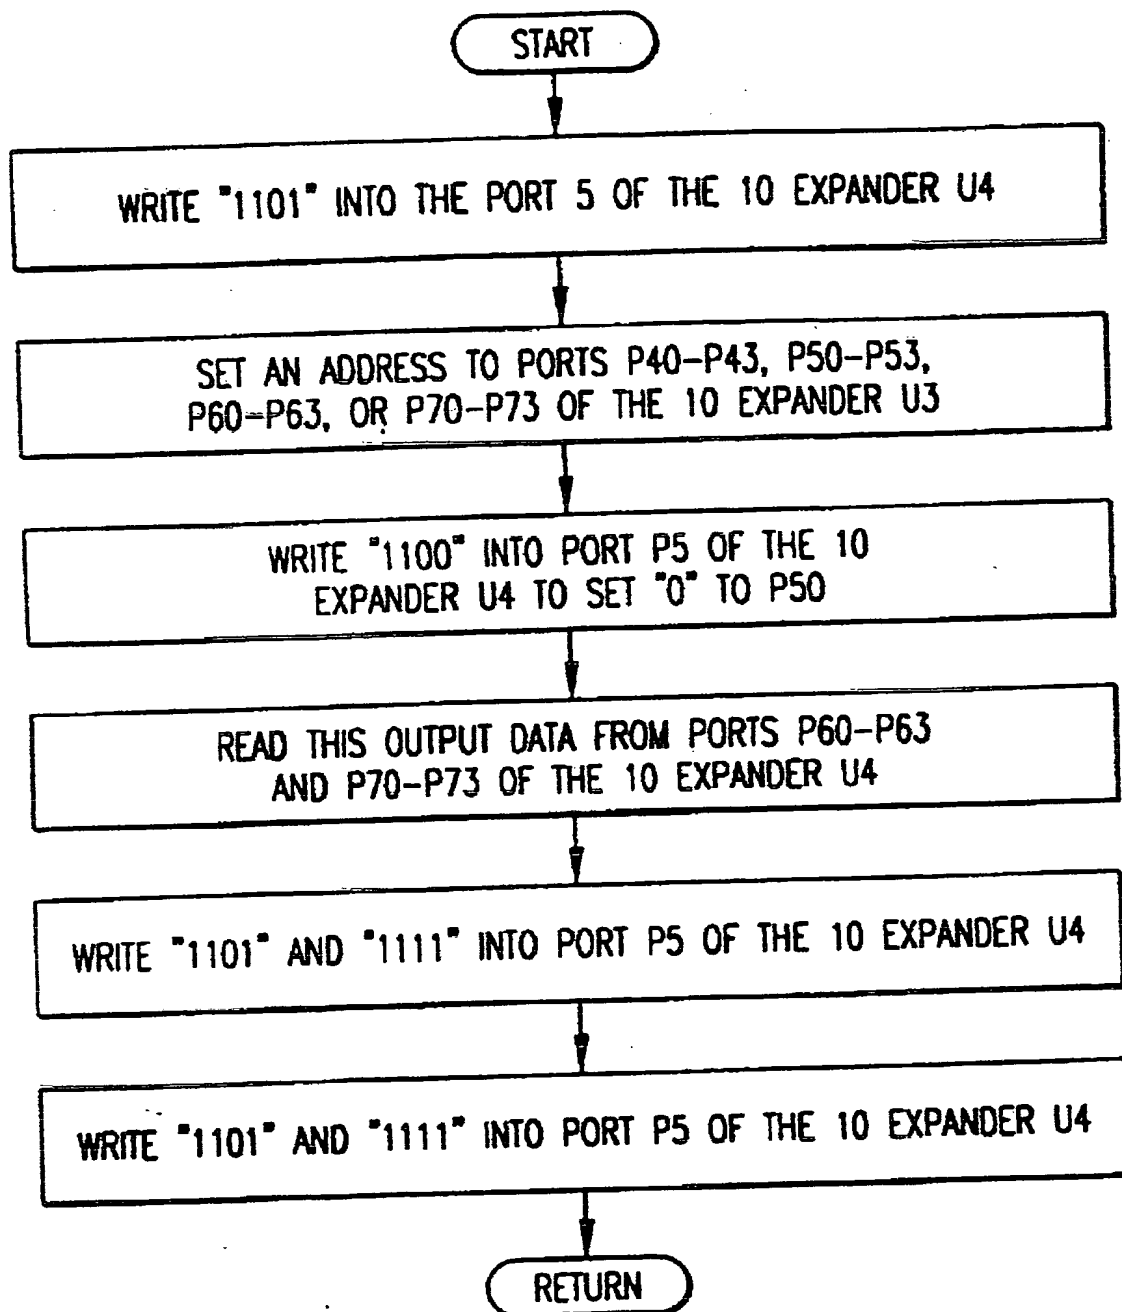 START
WRITE "1101" INTO THE PORT 5 OF THE 10 EXPANDER U4
SET AN ADDRESS TO PORTS P40-P43, P50-P53,
P60-P63, OR P70-P73 OF THE 10 EXPANDER U3
WRITE "1100" INTO PORT P5 OF THE 10
EXPANDER U4 TO SET "0" TO P50
READ THIS OUTPUT DATA FROM PORTS P60-P63
AND P70-P73 OF THE 10 EXPANDER U4
WRITE "1101" AND "1111" INTO PORT P5 OF THE 10 EXPANDER U4
WRITE "1101" AND "1111" INTO PORT P5 OF THE 10 EXPANDER U4
RETURN